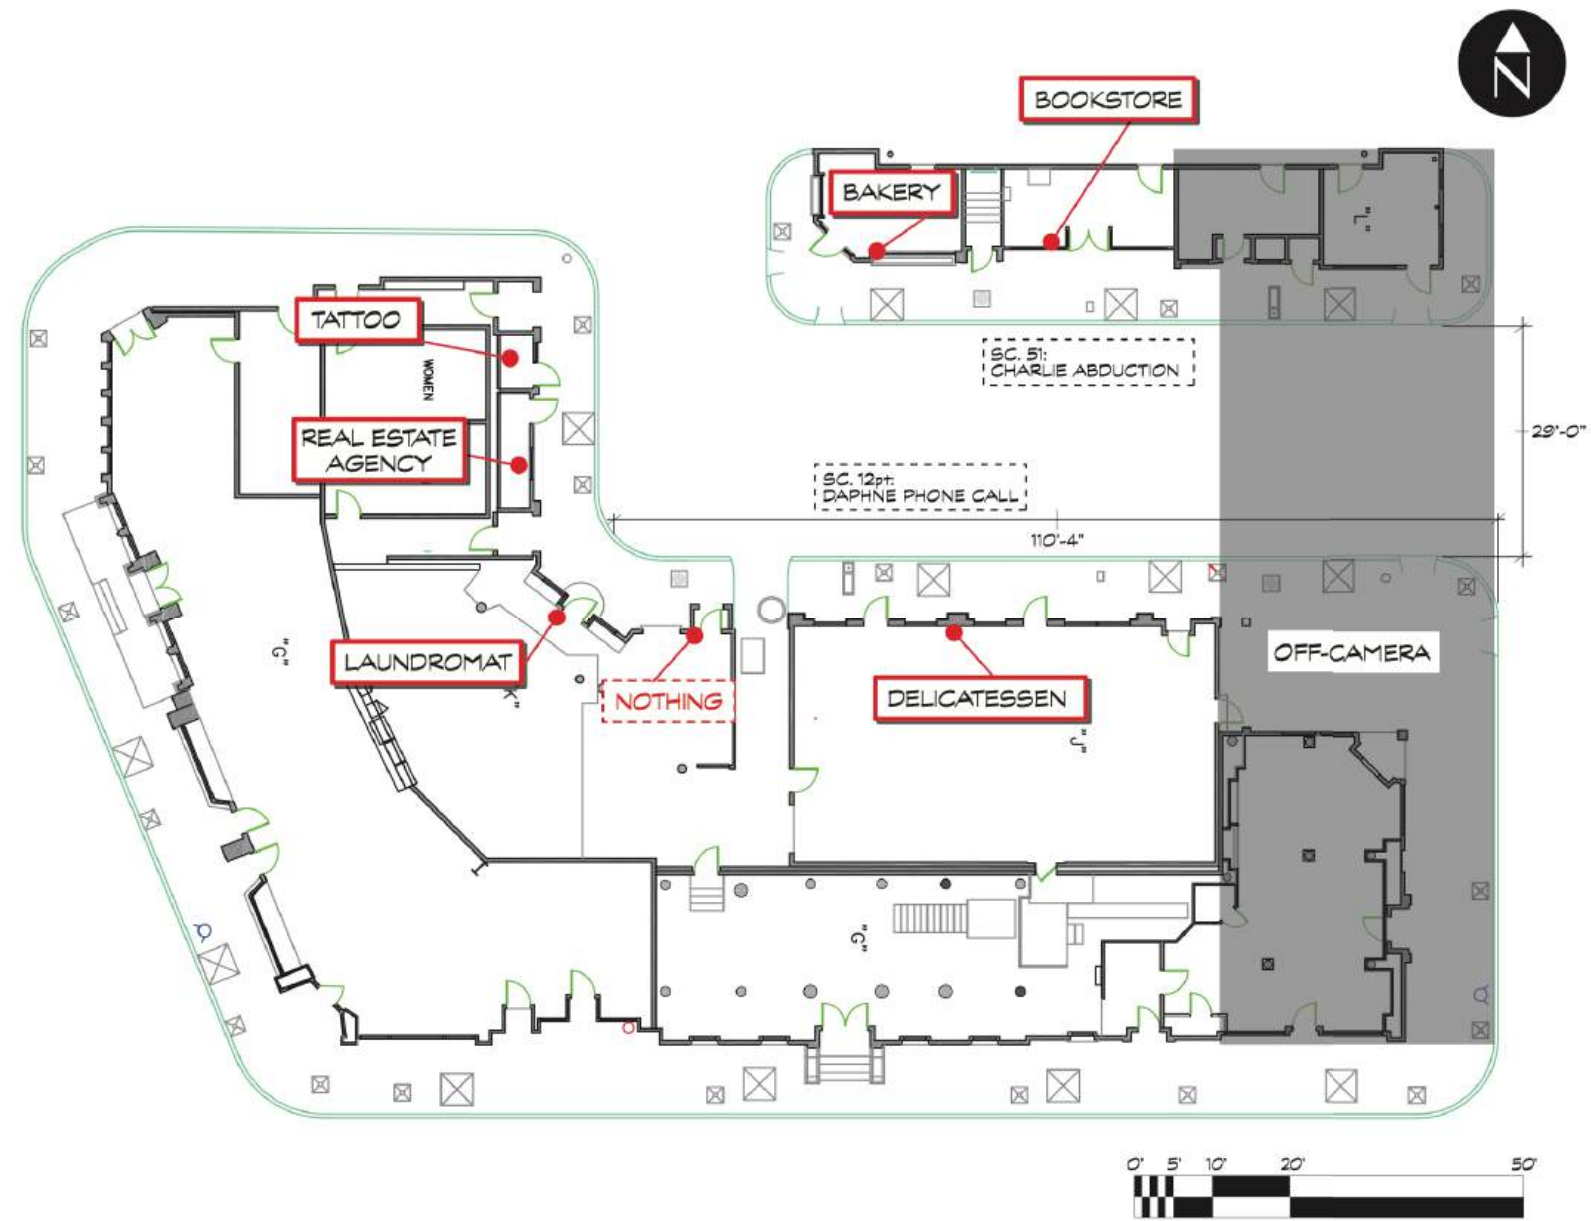 N
BOOKSTORE
BAKERY
"L"
TATTOO
WOMEN
SC. 51:
CHARLIE ABDUCTION
REAL ESTATE
AGENCY
29'-0"
SC. 12pt:
DAPHNE PHONE CALL
110'-4"
"G"
LAUNDROMAT
"K"
NOTHING
DELICATESSEN
OFF-CAMERA
"J"
"G"
0' 5' 10' 20' 50'